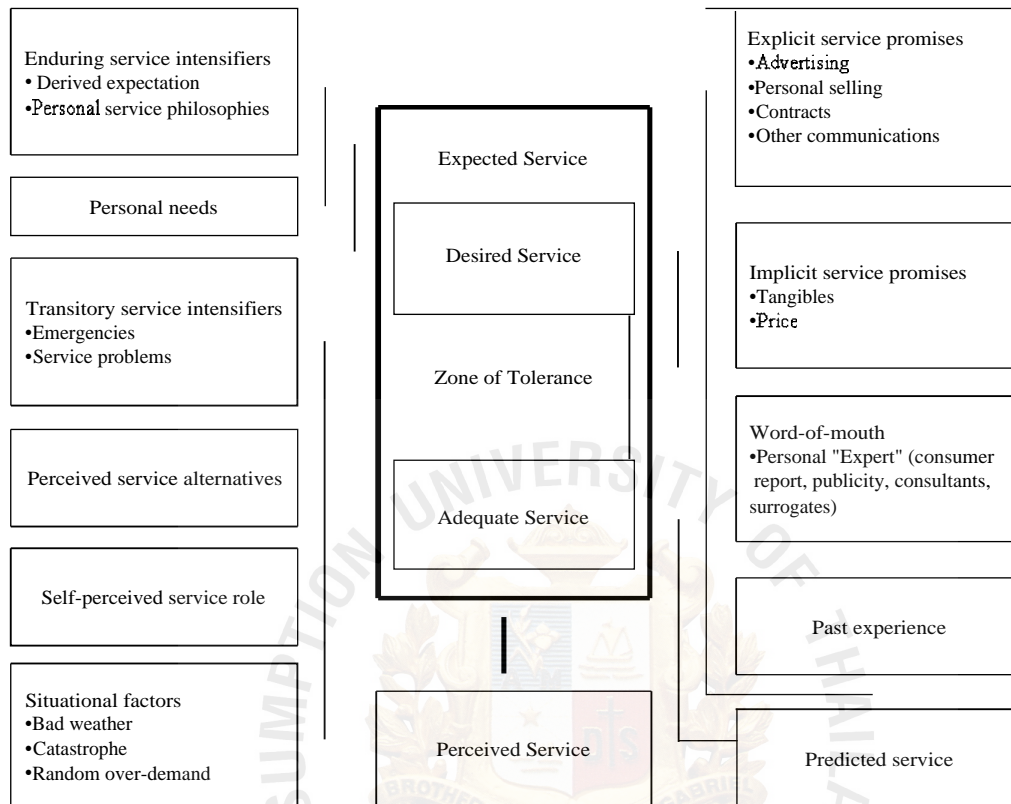 Enduring service intensifiers
• Derived expectation
•Personal service philosophies
Personal needs
Transitory service intensifiers
•Emergencies
•Service problems
Perceived service alternatives
Self-perceived service role
Situational factors
•Bad weather
•Catastrophe
•Random over-demand
Expected Service
Desired Service
Zone of Tolerance
Adequate Service
Perceived Service
Explicit service promises
•Advertising
•Personal selling
•Contracts
•Other communications
Implicit service promises
•Tangibles
•Price
Word-of-mouth
•Personal "Expert" (consumer
report, publicity, consultants,
surrogates)
Past experience
Predicted service
UNIVERSITY OF
D S
GABRIEL